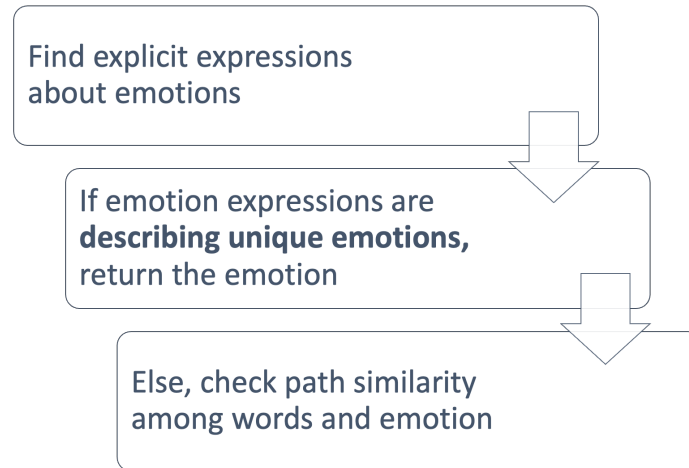 Find explicit expressions
about emotions
If emotion expressions are
describing unique emotions,
return the emotion
Else, check path similarity
among words and emotion